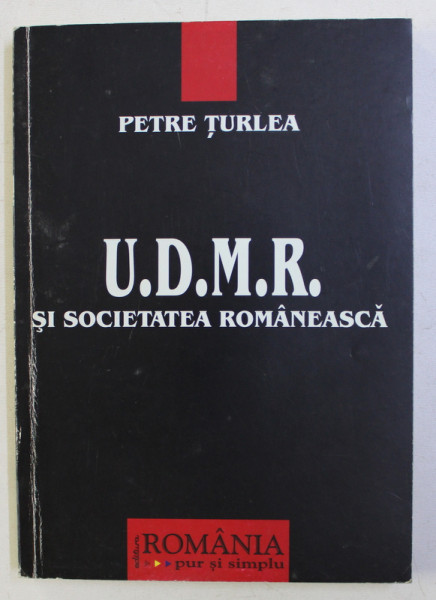 PETRE ȚURLEA
U.D.M.R.
ȘI SOCIETATEA ROMÂNEASCĂ
editura
ROMÂNIA
pur și simplu